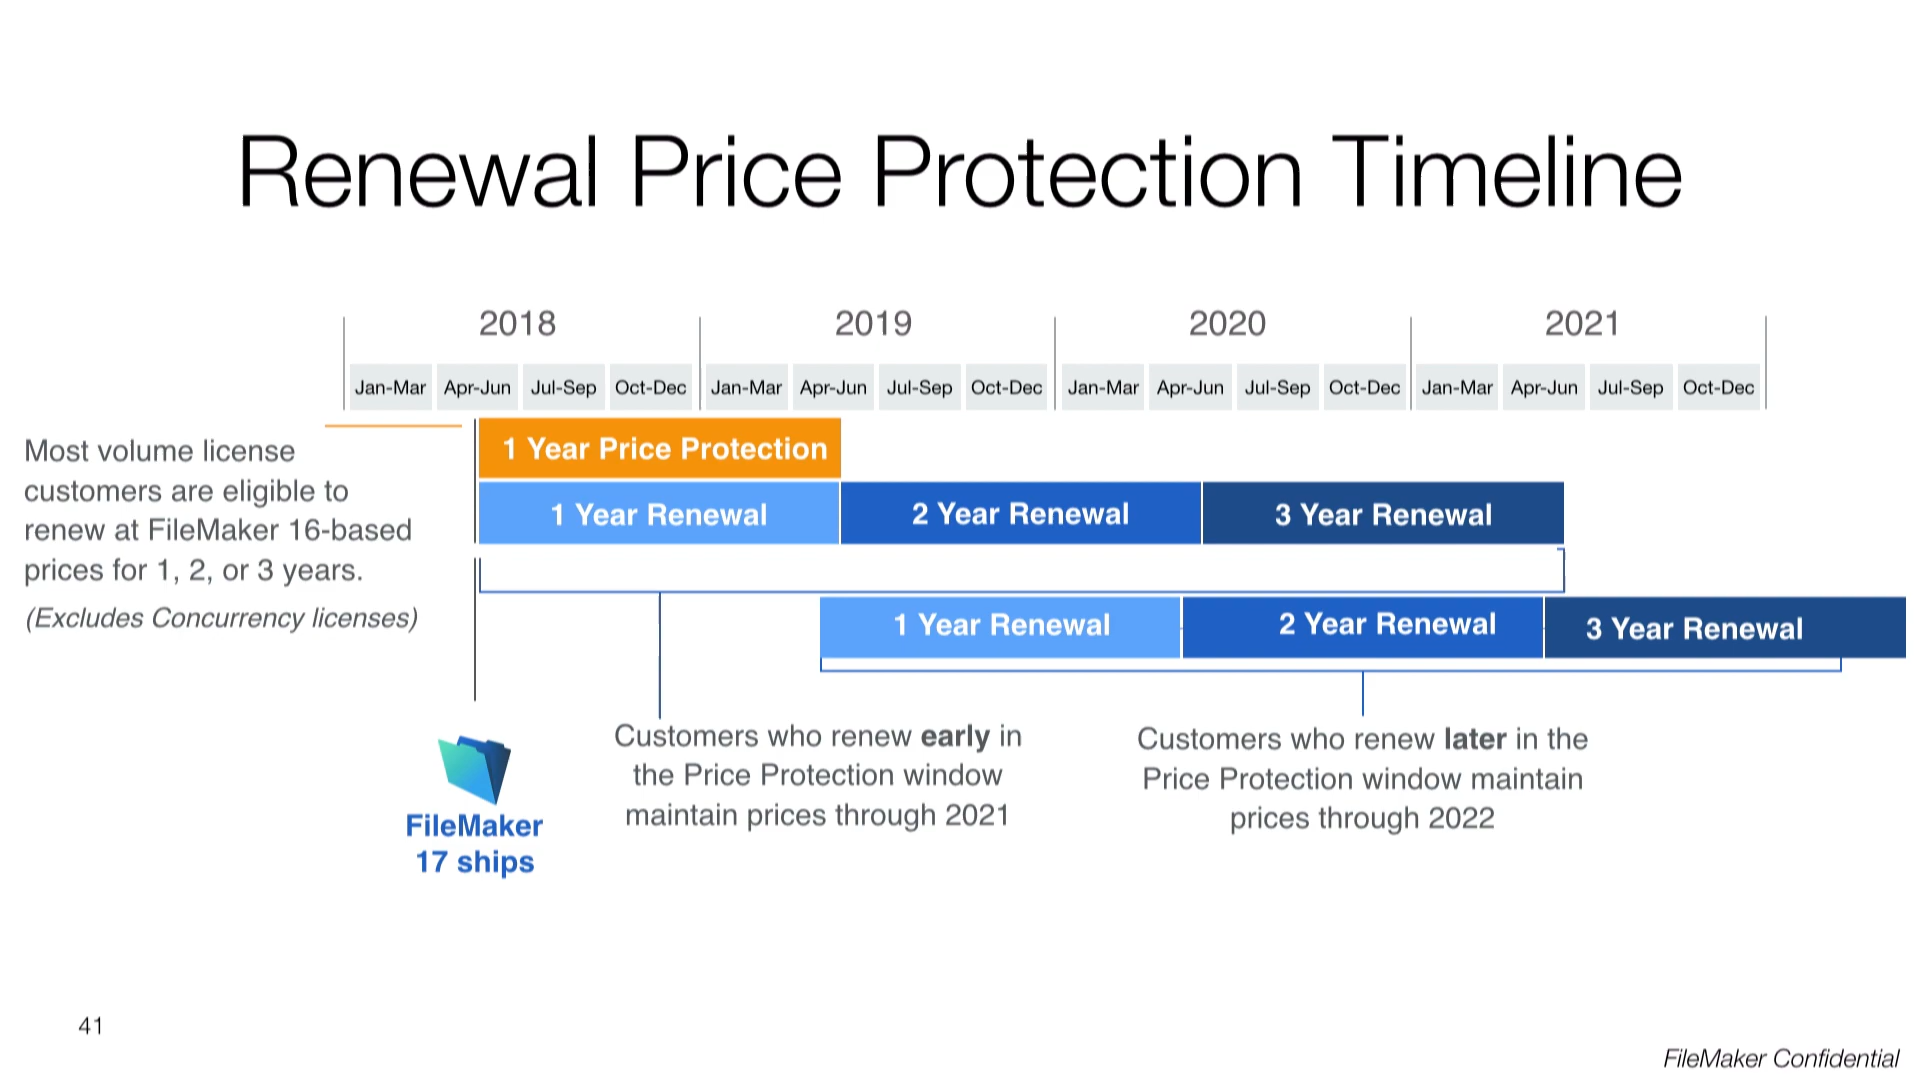 Renewal Price Protection Timeline
2018
2019
2020
2021
Jan-Mar
Apr-Jun
Jul-Sep
Oct-Dec
Jan-Mar
Apr-Jun
Jul-Sep
Oct-Dec
Jan-Mar
Apr-Jun
Jul-Sep
Oct-Dec
Jan-Mar
Apr-Jun
Jul-Sep
Oct-Dec
Most volume license
customers are eligible to
renew at FileMaker 16-based
prices for 1, 2, or 3 years.
(Excludes Concurrency licenses)
1 Year Price Protection
1 Year Renewal
2 Year Renewal
3 Year Renewal
1 Year Renewal
2 Year Renewal
3 Year Renewal
FileMaker
17 ships
Customers who renew early in
the Price Protection window
maintain prices through 2021
Customers who renew later in the
Price Protection window maintain
prices through 2022
41
FileMaker Confidential